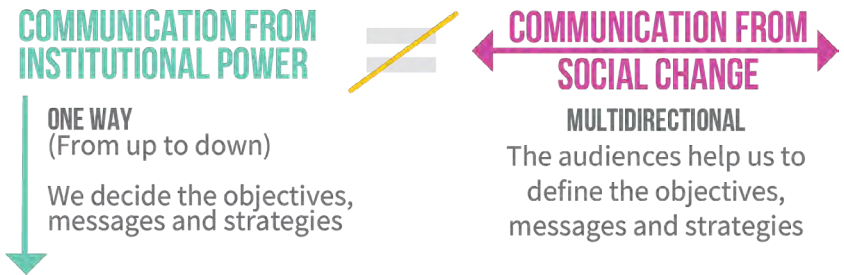 COMMUNICATION FROM
INSTITUTIONAL POWER
ONE WAY
(From up to down)
We decide the objectives,
messages and strategies
COMMUNICATION FROM
SOCIAL CHANGE
MULTIDIRECTIONAL
The audiences help us to
define the objectives,
messages and strategies